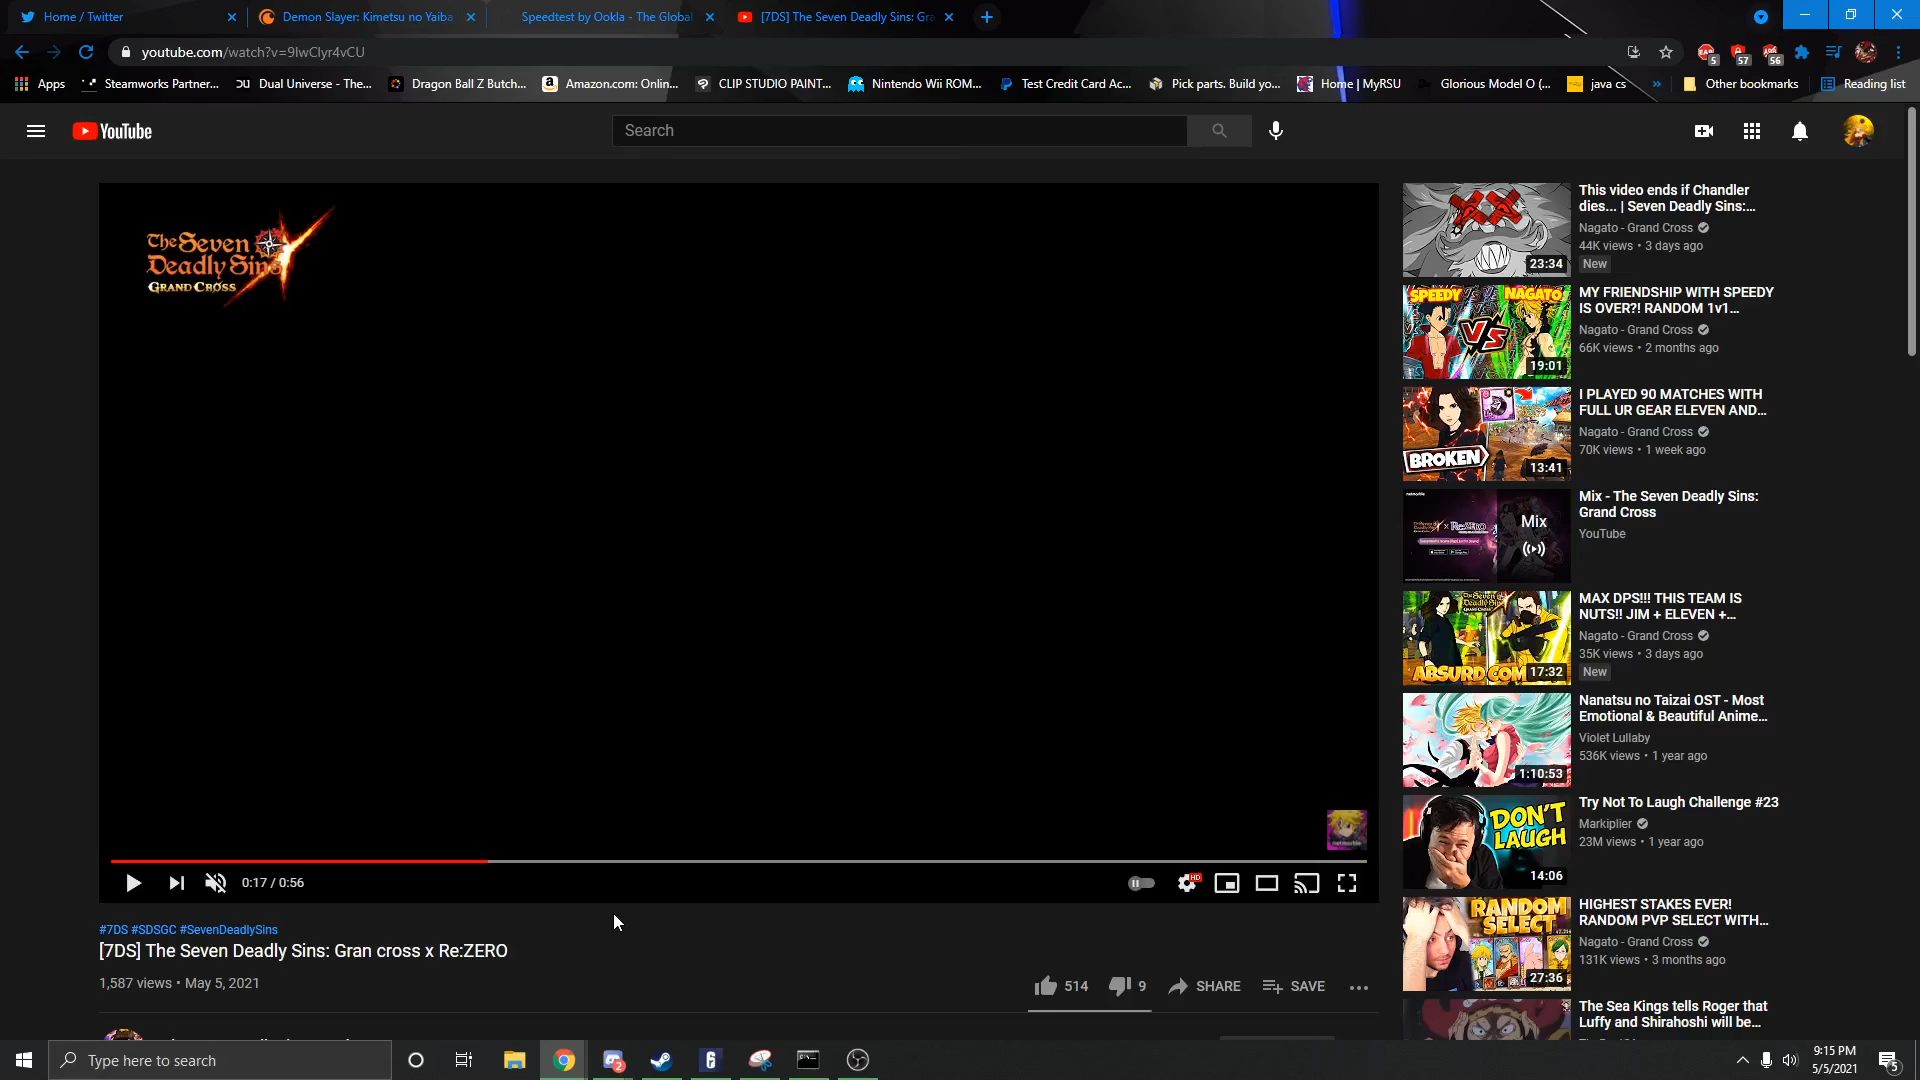 Home / Twitter
Demon Slayer: Kimetsu no Yaiba
Speedtest by Ookla - The Global
[7DS] The Seven Deadly Sins: Gra
youtube.com/watch?v=9IwCIyr4vCU
5
57
56
Apps
Steamworks Partner...
Dual Universe - The...
Dragon Ball Z Butch...
Amazon.com: Onlin...
CLIP STUDIO PAINT...
Nintendo Wii ROM...
Test Credit Card Ac...
Pick parts. Build yo...
Home | MyRSU
Glorious Model O (...
java cs
»
Other bookmarks
Reading list
YouTube
Search
The Seven
Deadly Sins
GRAND CROSS
0:17 / 0:56
HD
#7DS #SDSGC #SevenDeadlySins
[7DS] The Seven Deadly Sins: Gran cross x Re:ZERO
1,587 views • May 5, 2021
514
9
SHARE
SAVE
23:34
This video ends if Chandler
dies... | Seven Deadly Sins:...
Nagato - Grand Cross
44K views • 3 days ago
New
SPEEDY
NAGATO
VS
19:01
MY FRIENDSHIP WITH SPEEDY
IS OVER?! RANDOM 1v1...
Nagato - Grand Cross
66K views • 2 months ago
BROKEN
13:41
I PLAYED 90 MATCHES WITH
FULL UR GEAR ELEVEN AND...
Nagato - Grand Cross
70K views • 1 week ago
Mix
Mix - The Seven Deadly Sins:
Grand Cross
YouTube
ABSURD COM
17:32
MAX DPS!!! THIS TEAM IS
NUTS!! JIM + ELEVEN +...
Nagato - Grand Cross
35K views • 3 days ago
New
1:10:53
Nanatsu no Taizai OST - Most
Emotional & Beautiful Anime...
Violet Lullaby
536K views • 1 year ago
DON'T
LAUGH
14:06
Try Not To Laugh Challenge #23
Markiplier
23M views • 1 year ago
RANDOM
SELECT
27:36
HIGHEST STAKES EVER!
RANDOM PVP SELECT WITH...
Nagato - Grand Cross
131K views • 3 months ago
The Sea Kings tells Roger that
Luffy and Shirahoshi will be...
Type here to search
2
6
9:15 PM
5/5/2021
5